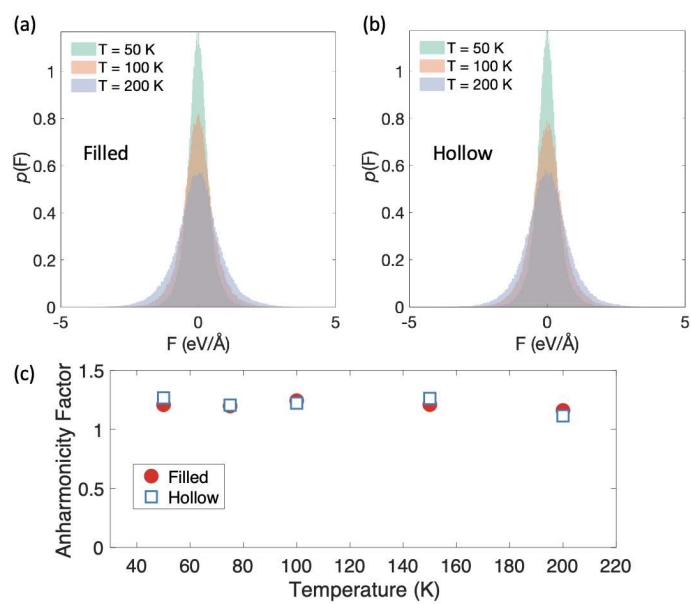 (a)
T = 50 K
T = 100 K
T = 200 K
Filled
p(F)
1
0.8
0.6
0.4
0.2
0
-5
0
5
F (eV/Å)
(b)
T = 50 K
T = 100 K
T = 200 K
Hollow
p(F)
1
0.8
0.6
0.4
0.2
0
-5
0
5
F (eV/Å)
(c)
Anharmonicity Factor
1.5
1
0.5
0
Filled
Hollow
40 60 80 100 120 140 160 180 200 220
Temperature (K)